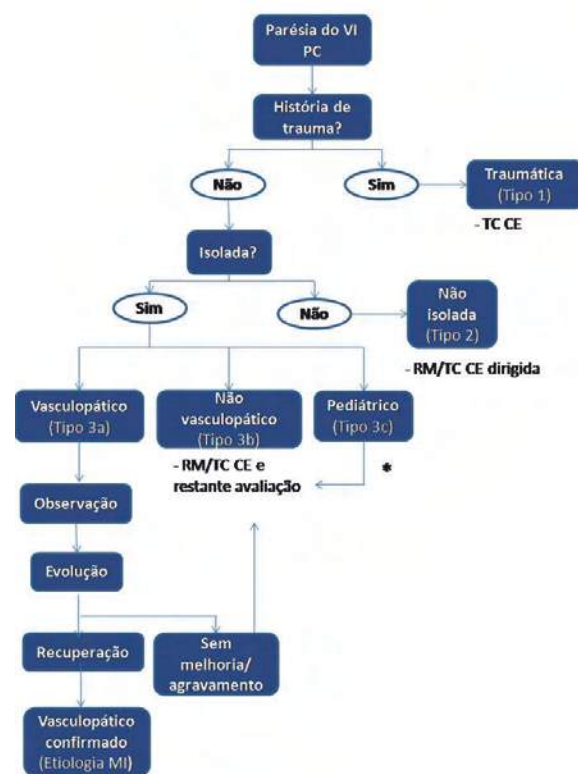 Parésia do VI
PC
História de
trauma?
Não
Sim
Traumática
(Tipo 1)
- TC CE
Isolada?
Sim
Não
Não
isolada
(Tipo 2)
- RM/TC CE dirigida
Vasculopático
(Tipo 3a)
Não
vasculopático
(Tipo 3b)
Pediátrico
(Tipo 3c)
- RM/TC CE e
restante avaliação
*
Observação
Evolução
Recuperação
Sem
melhoria/
agravamento
Vasculopático
confirmado
(Etiologia MI)